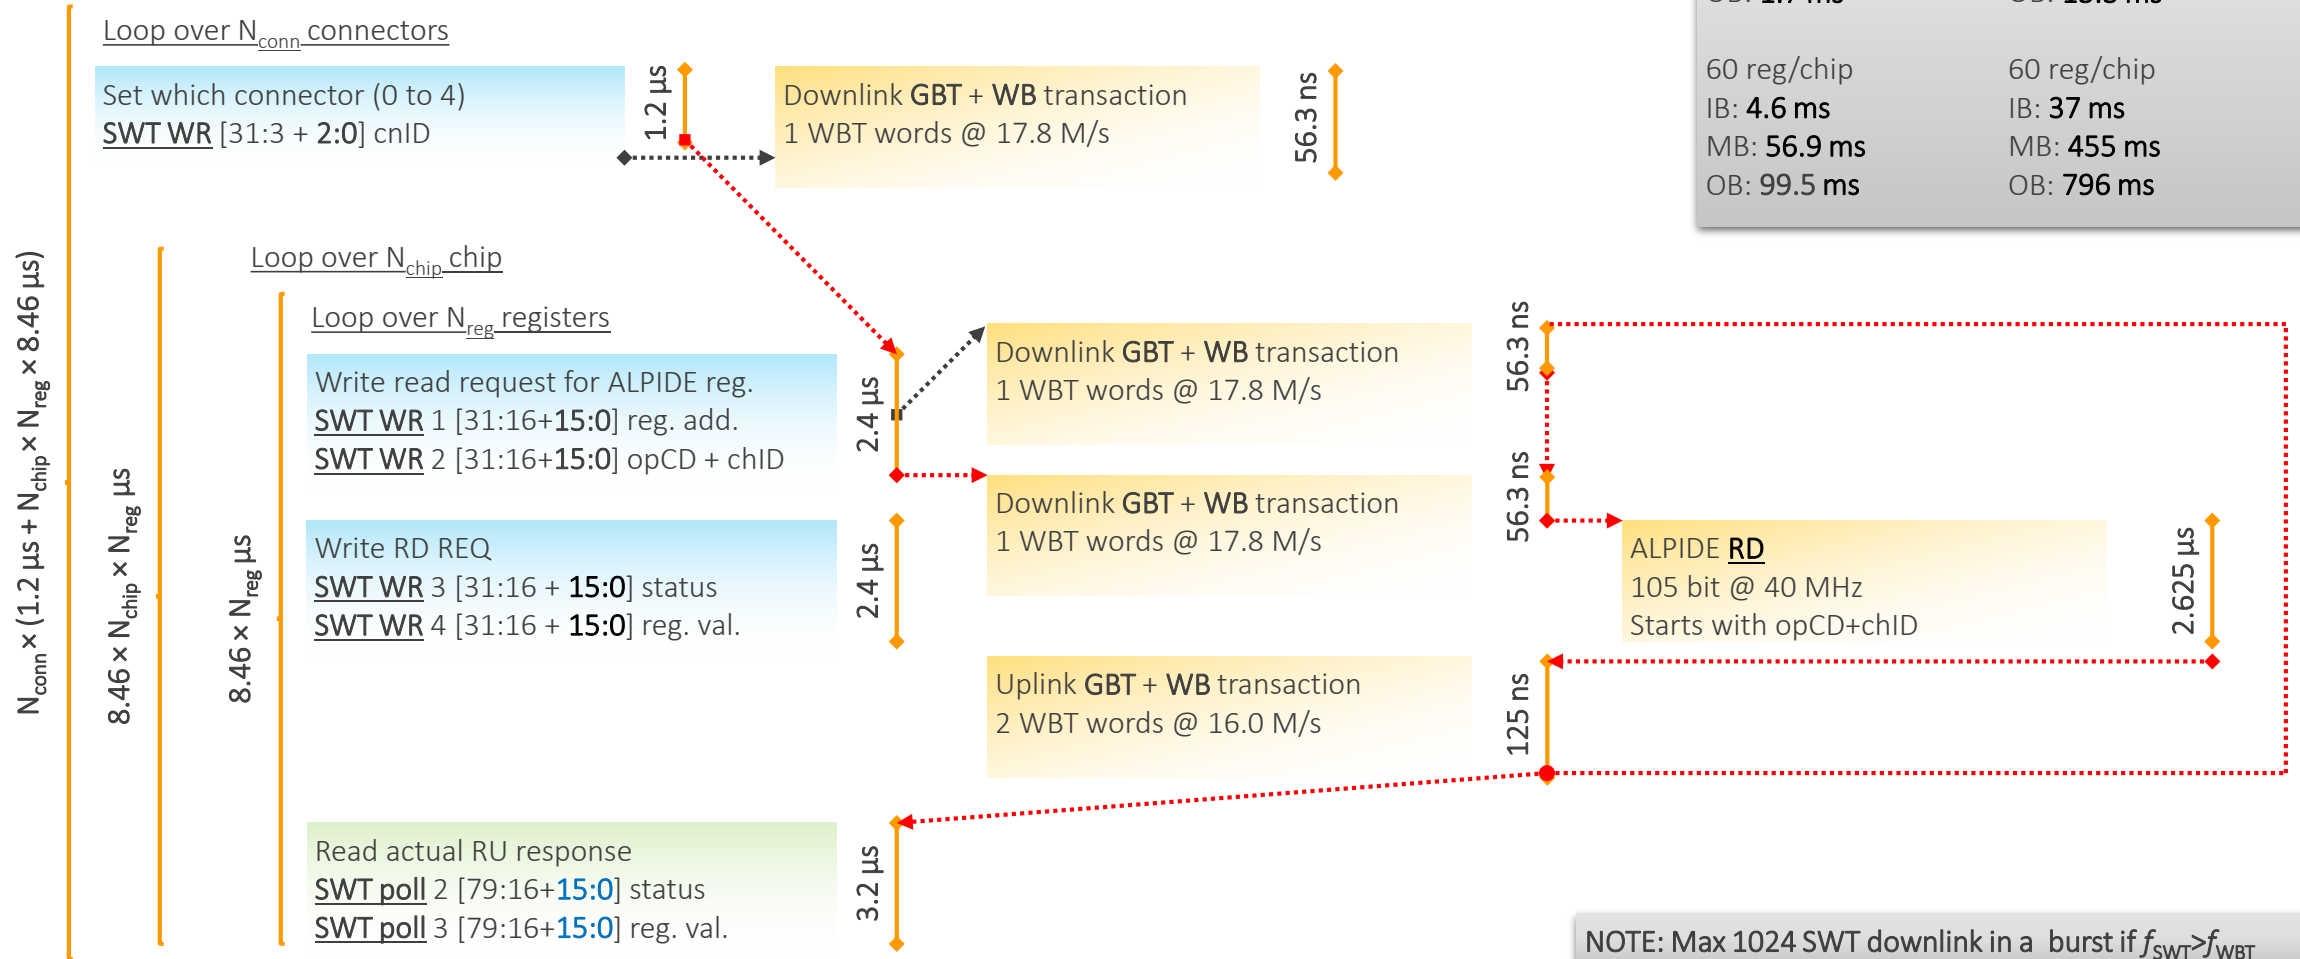 Loop over Nconn connectors
Set which connector (0 to 4)
SWT WR [31:3 + 2:0] cnID
1.2 µs
Downlink GBT + WB transaction
1 WBT words @ 17.8 M/s
56.3 ns
60 reg/chip
IB: 4.6 ms
MB: 56.9 ms
OB: 99.5 ms
60 reg/chip
IB: 37 ms
MB: 455 ms
OB: 796 ms
Nconn × (1.2 µs + Nchip × Nreg × 8.46 µs)
Loop over Nchip chip
8.46 × Nchip × Nreg µs
Loop over Nreg registers
8.46 × Nreg µs
Write read request for ALPIDE reg.
SWT WR 1 [31:16+15:0] reg. add.
SWT WR 2 [31:16+15:0] opCD + chID
2.4 µs
Downlink GBT + WB transaction
1 WBT words @ 17.8 M/s
56.3 ns
Downlink GBT + WB transaction
1 WBT words @ 17.8 M/s
56.3 ns
Write RD REQ
SWT WR 3 [31:16 + 15:0] status
SWT WR 4 [31:16 + 15:0] reg. val.
2.4 µs
ALPIDE RD
105 bit @ 40 MHz
Starts with opCD+chID
2.625 µs
Uplink GBT + WB transaction
2 WBT words @ 16.0 M/s
125 ns
Read actual RU response
SWT poll 2 [79:16+15:0] status
SWT poll 3 [79:16+15:0] reg. val.
3.2 µs
NOTE: Max 1024 SWT downlink in a burst if fSWT>fWBT